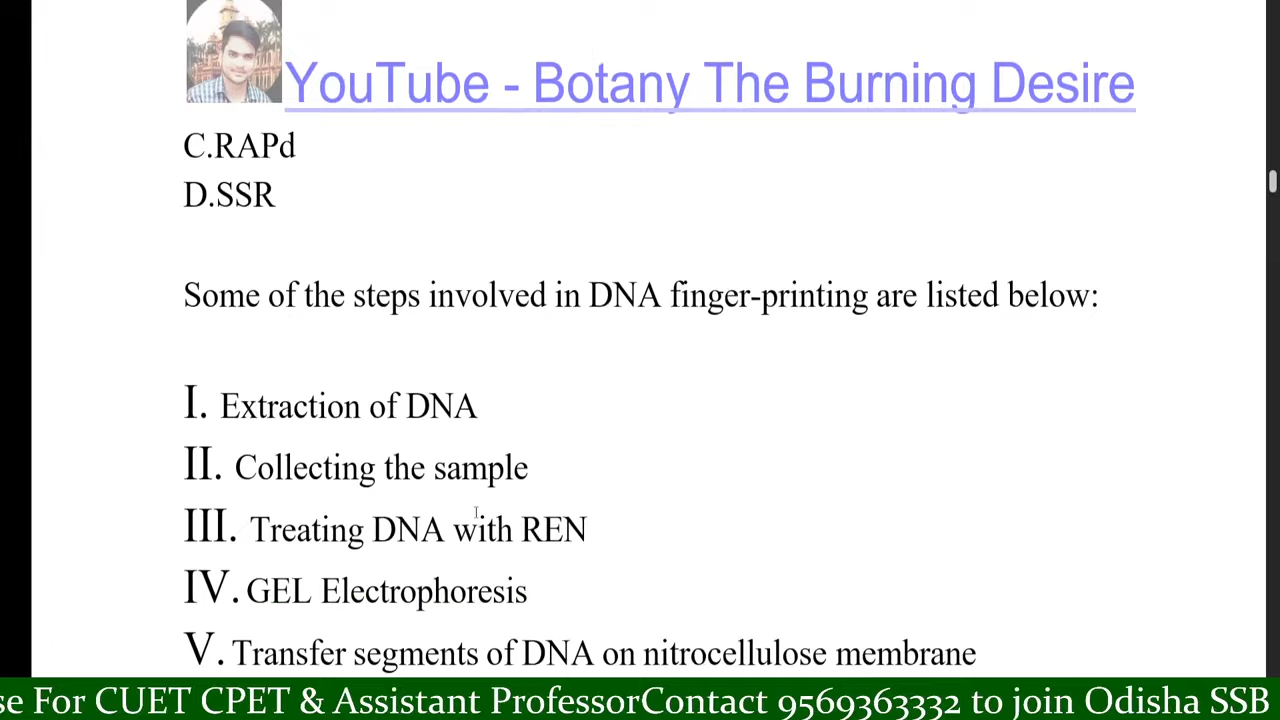 YouTube - Botany The Burning Desire
C.RAPd
D.SSR
Some of the steps involved in DNA finger-printing are listed below:
I. Extraction of DNA
II. Collecting the sample
III. Treating DNA with REN
IV. GEL Electrophoresis
V. Transfer segments of DNA on nitrocellulose membrane
se For CUET CPET & Assistant ProfessorContact 9569363332 to join Odisha SSB